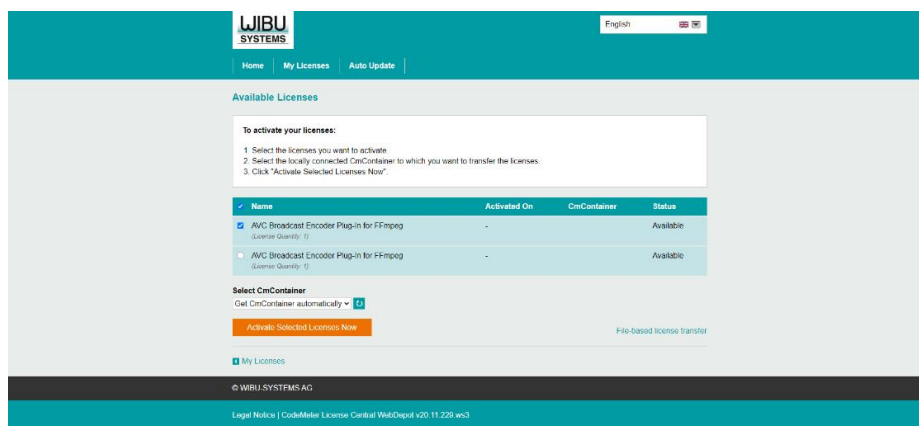 WIBU
SYSTEMS
English
Home My Licenses Auto Update
Available Licenses
To activate your licenses:
1. Select the licenses you want to activate.
2. Select the locally connected CmContainer to which you want to transfer the licenses.
3. Click "Activate Selected Licenses Now".
Name Activated On CmContainer Status
AVC Broadcast Encoder Plug-In for FFmpeg - Available
(License Quantity: 1)
AVC Broadcast Encoder Plug-In for FFmpeg - Available
(License Quantity: 1)
Select CmContainer
Get CmContainer automatically
Activate Selected Licenses Now
File-based license transfer
My Licenses
© WIBU-SYSTEMS AG
Legal Notice | CodeMeter License Central WebDepot v20.11.229.ws3